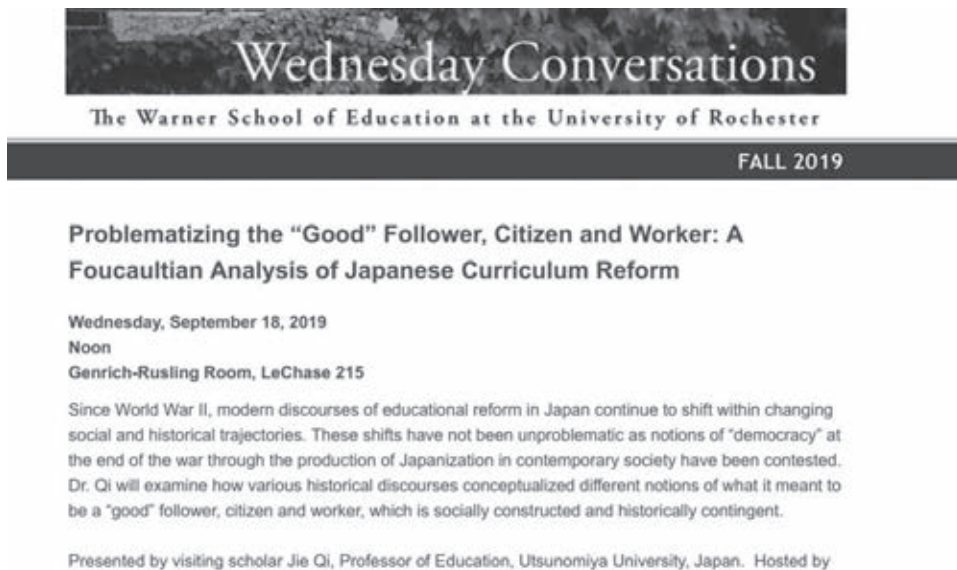 Wednesday Conversations
The Warner School of Education at the University of Rochester
FALL 2019
Problematizing the “Good” Follower, Citizen and Worker: A
Foucaultian Analysis of Japanese Curriculum Reform
Wednesday, September 18, 2019
Noon
Genrich-Rusling Room, LeChase 215
Since World War II, modern discourses of educational reform in Japan continue to shift within changing
social and historical trajectories. These shifts have not been unproblematic as notions of “democracy” at
the end of the war through the production of Japanization in contemporary society have been contested.
Dr. Qi will examine how various historical discourses conceptualized different notions of what it meant to
be a “good” follower, citizen and worker, which is socially constructed and historically contingent.
Presented by visiting scholar Jie Qi, Professor of Education, Utsunomiya University, Japan. Hosted by